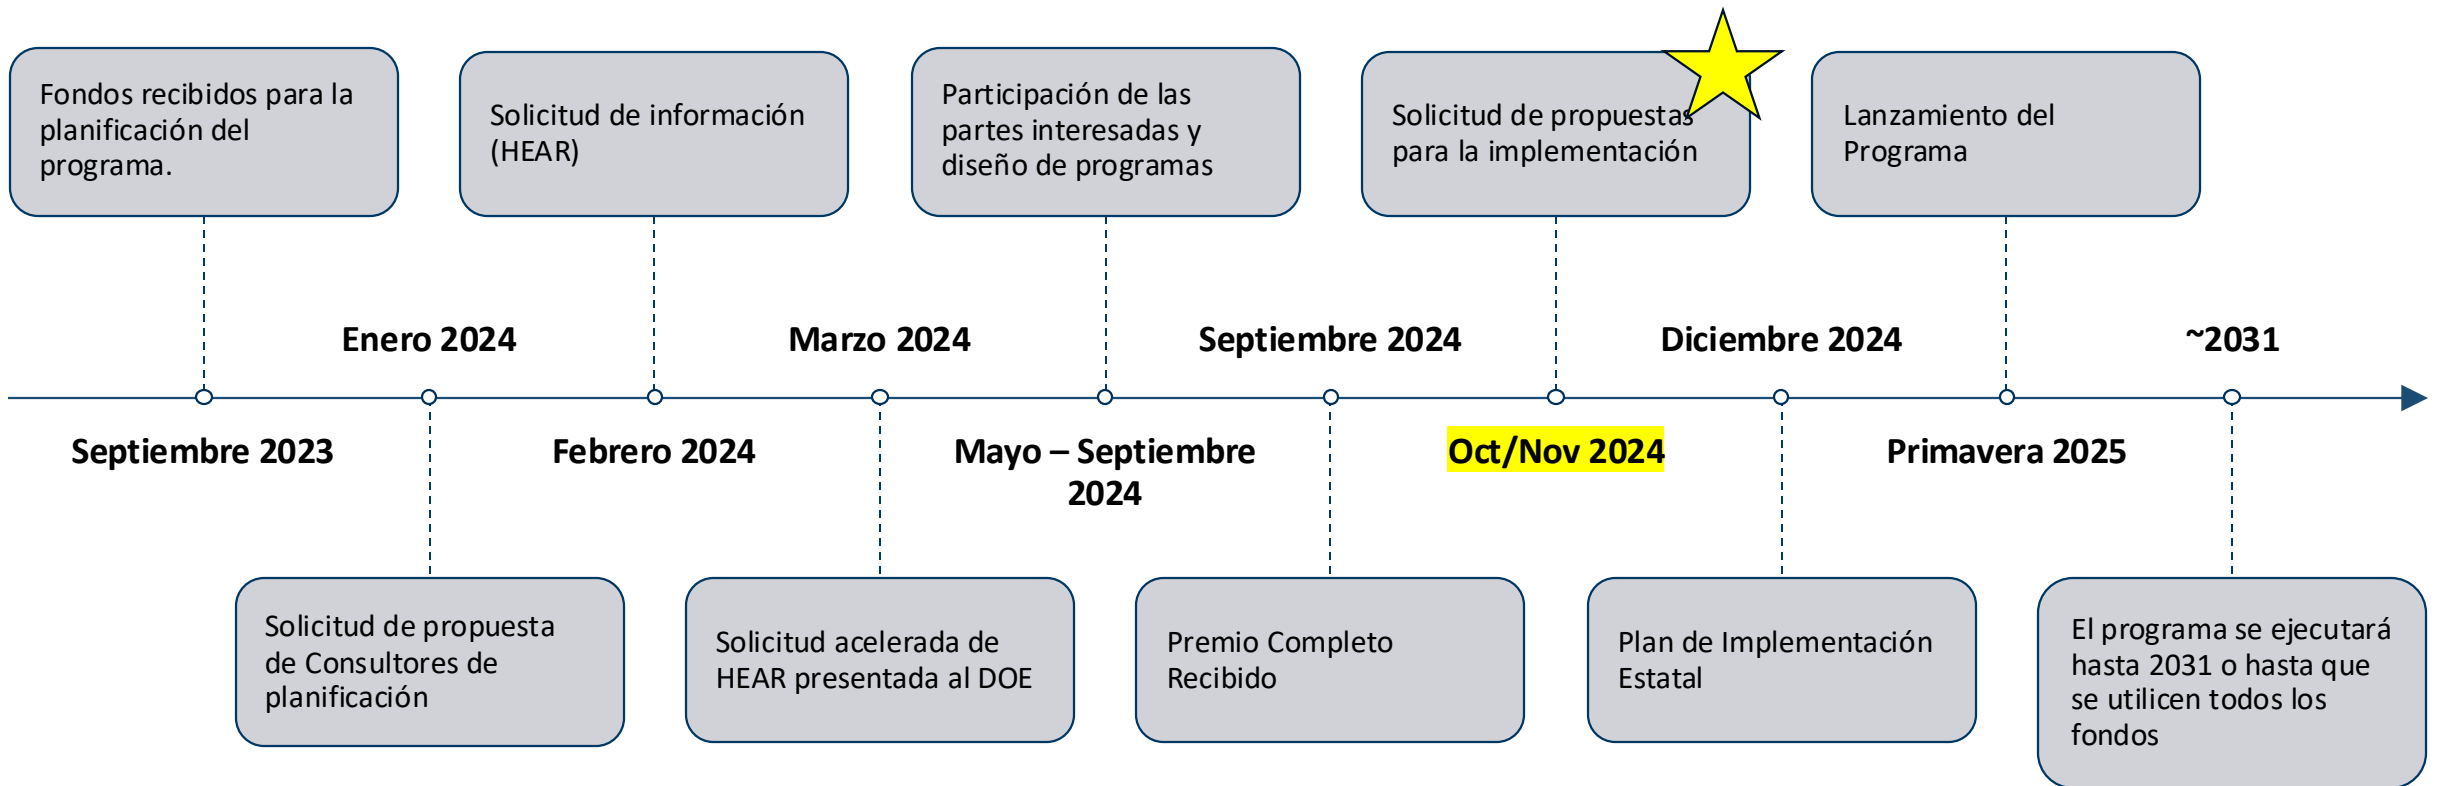 Fondos recibidos para la
planificación del
programa.
Solicitud de información
(HEAR)
Participación de las
partes interesadas y
diseño de programas
Solicitud de propuestas
para la implementación
Lanzamiento del
Programa
Enero 2024
Marzo 2024
Septiembre 2024
Diciembre 2024
~2031
Septiembre 2023
Febrero 2024
Mayo – Septiembre
2024
Oct/Nov 2024
Primavera 2025
Solicitud de propuesta
de Consultores de
planificación
Solicitud acelerada de
HEAR presentada al DOE
Premio Completo
Recibido
Plan de Implementación
Estatal
El programa se ejecutará
hasta 2031 o hasta que
se utilicen todos los
fondos